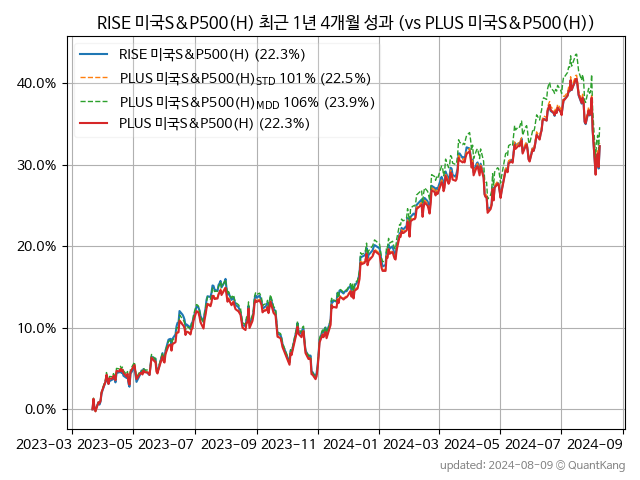 RISE 미국S&P500(H) 최근 1년 4개월 성과 (vs PLUS 미국S&P500(H))
RISE 미국S&P500(H) (22.3%)
PLUS 미국S&P500(H)STD 101% (22.5%)
PLUS 미국S&P500(H)MDD 106% (23.9%)
PLUS 미국S&P500(H) (22.3%)
40.0%
30.0%
20.0%
10.0%
0.0%
2023-03 2023-05 2023-07 2023-09 2023-11 2024-01 2024-03 2024-05 2024-07 2024-09
updated: 2024-08-09 © QuantKang